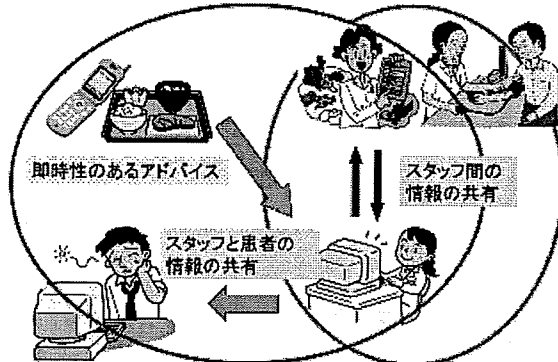 即時性のあるアドバイス
スタッフ間の
情報の共有
スタッフと患者の
情報の共有